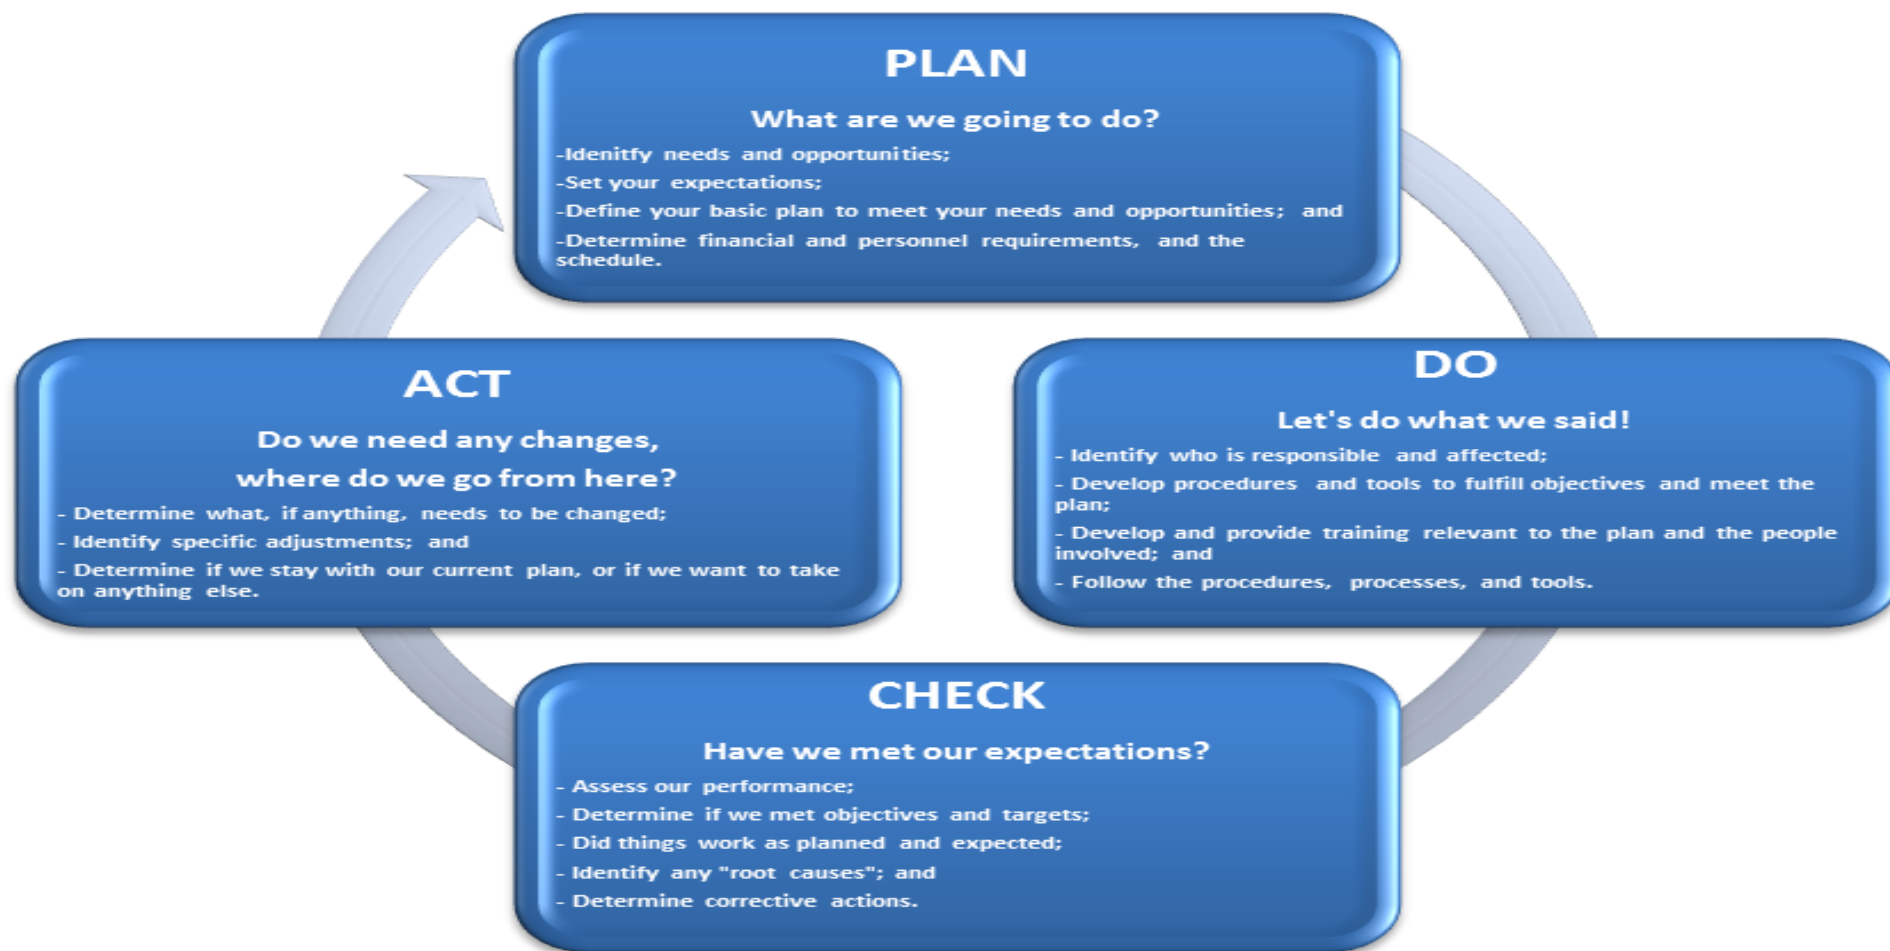 PLAN
What are we going to do?
-Idenitfy needs and opportunities;
-Set your expectations;
-Define your basic plan to meet your needs and opportunities; and
-Determine financial and personnel requirements, and the
schedule.
DO
Let's do what we said!
- Identify who is responsible and affected;
- Develop procedures and tools to fulfill objectives and meet the
plan;
- Develop and provide training relevant to the plan and the people
involved; and
- Follow the procedures, processes, and tools.
CHECK
Have we met our expectations?
- Assess our performance;
- Determine if we met objectives and targets;
- Did things work as planned and expected;
- Identify any "root causes"; and
- Determine corrective actions.
ACT
Do we need any changes,
where do we go from here?
- Determine what, if anything, needs to be changed;
- Identify specific adjustments; and
- Determine if we stay with our current plan, or if we want to take
on anything else.